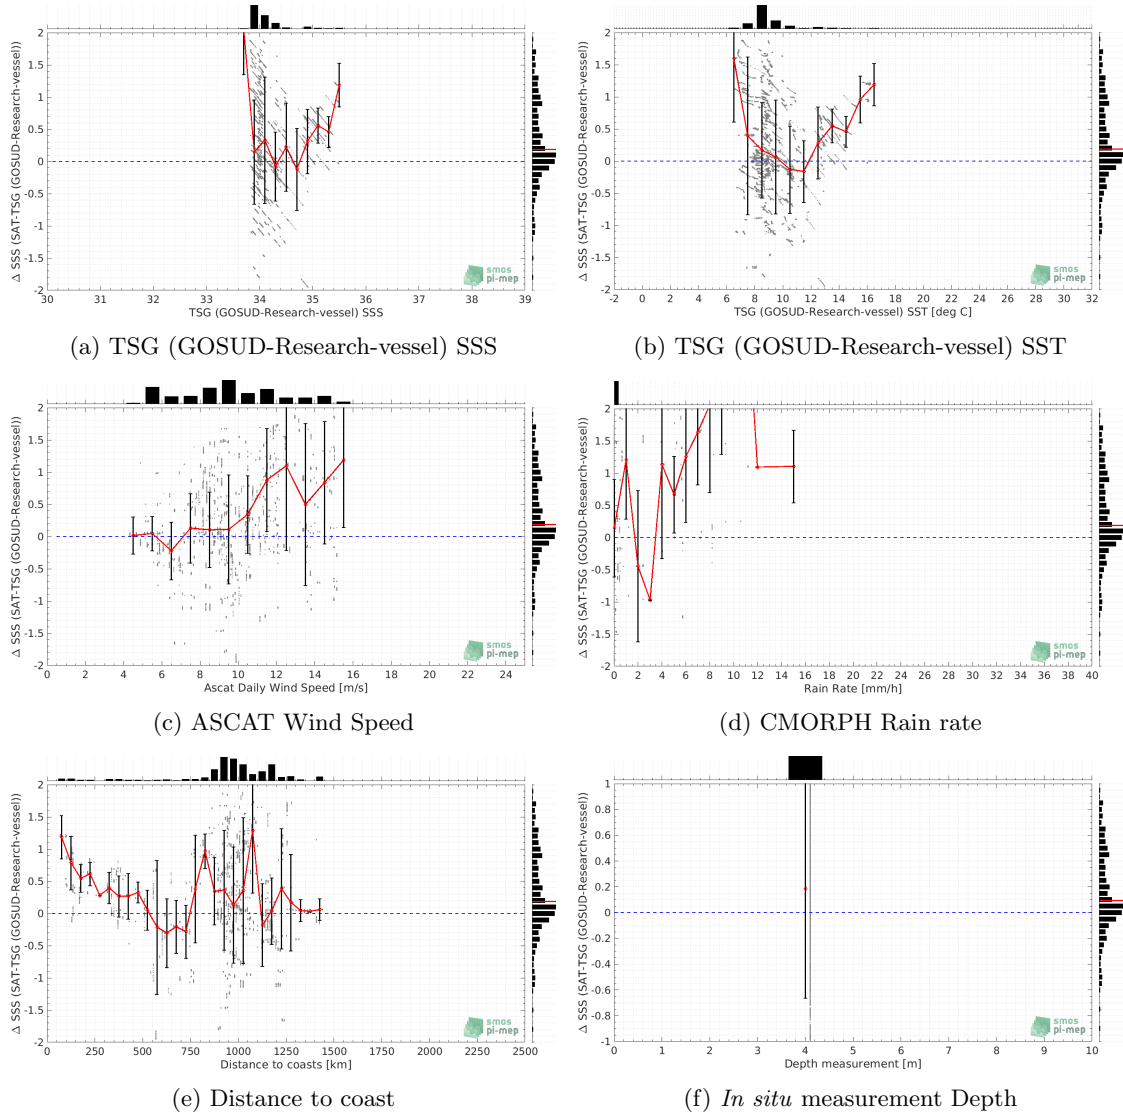 2
1.5
1
0.5
0
-0.5
-1
-1.5
-2
Δ SSS (SAT-TSG (GOSUD-Research-vessel))
30 31 32 33 34 35 36 37 38 39
TSG (GOSUD-Research-vessel) SSS
smos
pi-mep
(a) TSG (GOSUD-Research-vessel) SSS
2
1.5
1
0.5
0
-0.5
-1
-1.5
-2
Δ SSS (SAT-TSG (GOSUD-Research-vessel))
-2 0 2 4 6 8 10 12 14 16 18 20 22 24 26 28 30 32
TSG (GOSUD-Research-vessel) SST [deg C]
smos
pi-mep
(b) TSG (GOSUD-Research-vessel) SST
2
1.5
1
0.5
0
-0.5
-1
-1.5
-2
Δ SSS (SAT-TSG (GOSUD-Research-vessel))
0 2 4 6 8 10 12 14 16 18 20 22 24
Ascat Daily Wind Speed [m/s]
smos
pi-mep
(c) ASCAT Wind Speed
2
1.5
1
0.5
0
-0.5
-1
-1.5
-2
Δ SSS (SAT-TSG (GOSUD-Research-vessel))
0 2 4 6 8 10 12 14 16 18 20 22 24 26 28 30 32 34 36 38 40
Rain Rate [mm/h]
smos
pi-mep
(d) CMORPH Rain rate
2
1.5
1
0.5
0
-0.5
-1
-1.5
-2
Δ SSS (SAT-TSG (GOSUD-Research-vessel))
0 250 500 750 1000 1250 1500 1750 2000 2250 2500
Distance to coasts [km]
smos
pi-mep
(e) Distance to coast
1
0.8
0.6
0.4
0.2
0
-0.2
-0.4
-0.6
-0.8
-1
Δ SSS (SAT-TSG (GOSUD-Research-vessel))
0 1 2 3 4 5 6 7 8 9 10
Depth measurement [m]
smos
pi-mep
(f) In situ measurement Depth